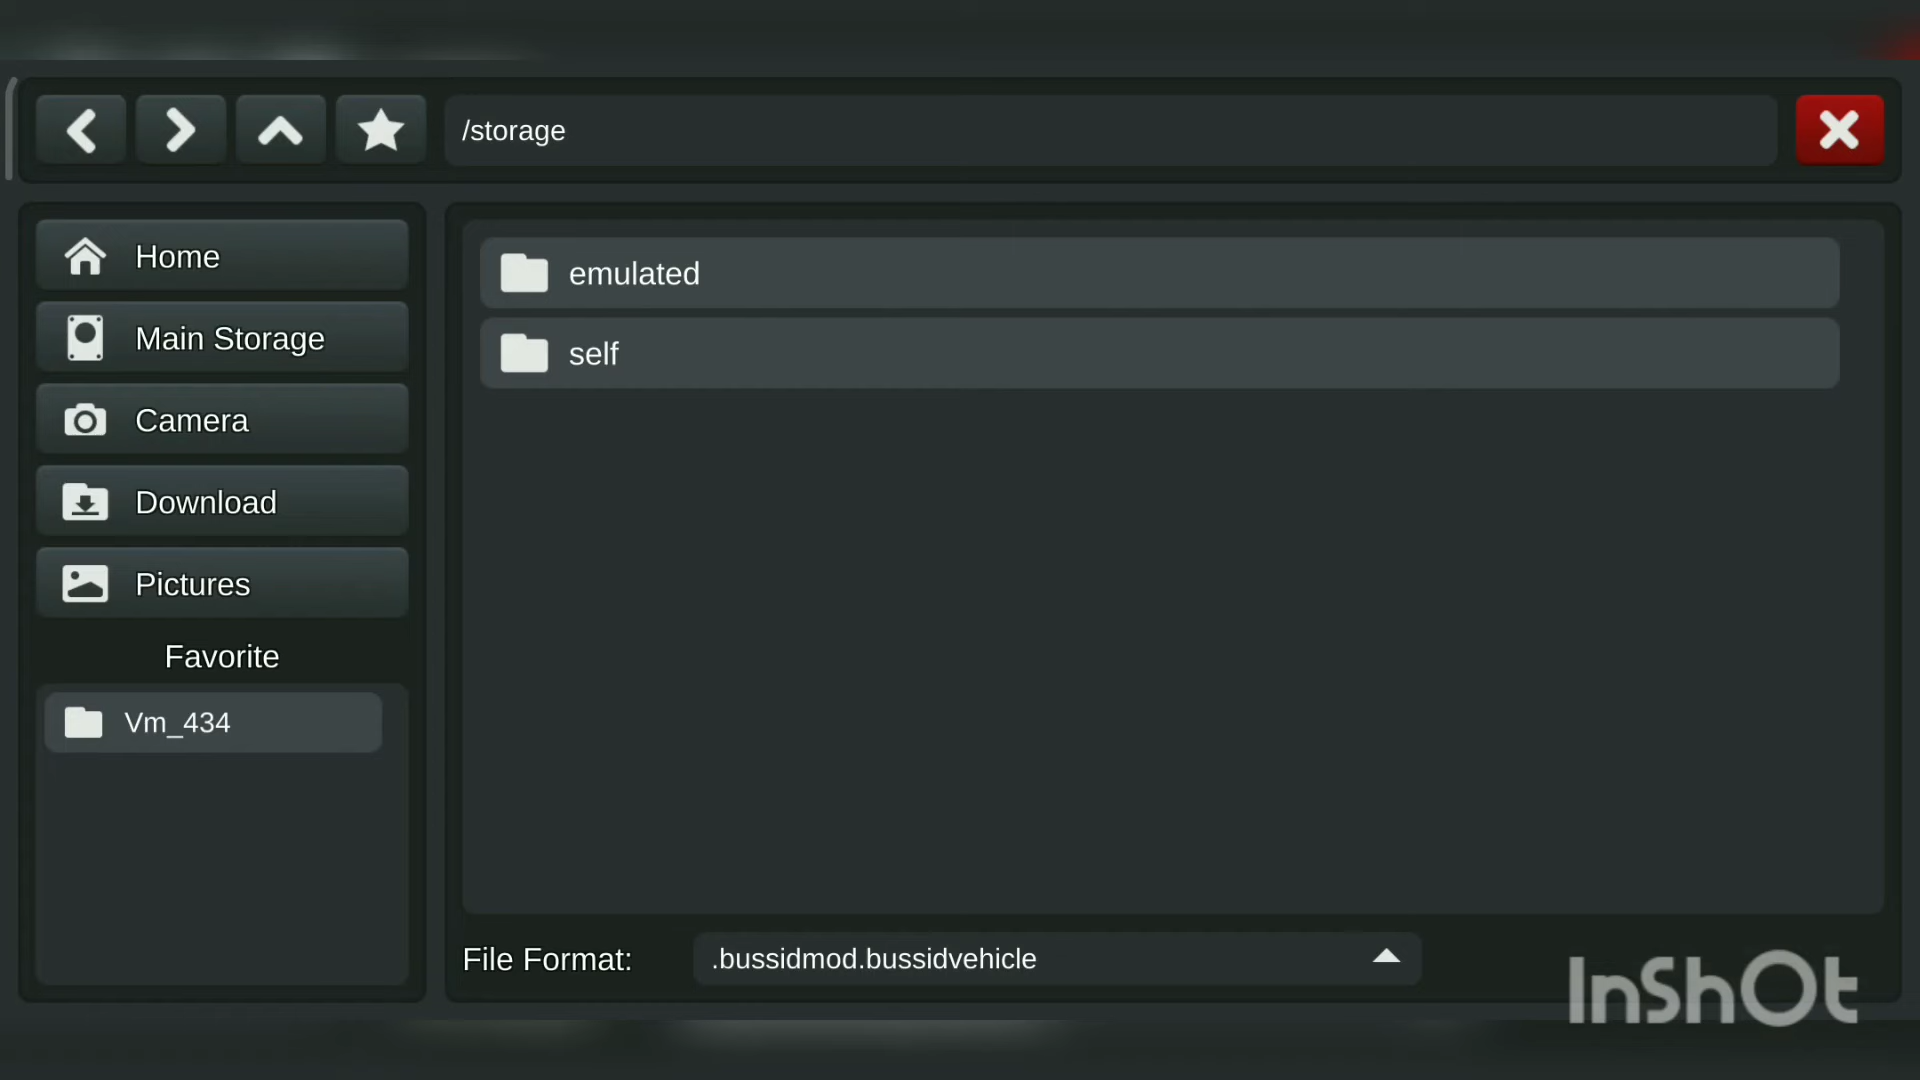 /storage
Home
Main Storage
Camera
Download
Pictures
Favorite
Vm_434
emulated
self
File Format:
.bussidmod.bussidvehicle
InShOt